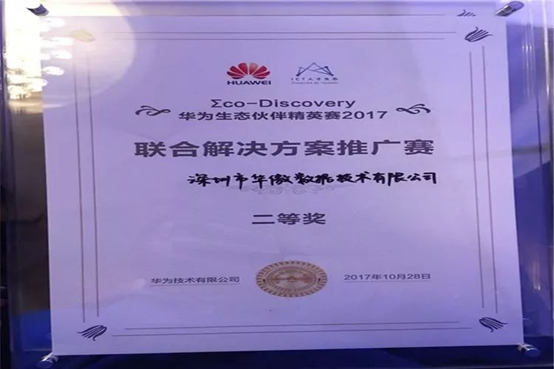 HUAWEI
Σco-Discovery
华为生态伙伴精英赛2017
联合解决方案推广赛
深圳市华傲数据技术有限公司
二等奖
华为技术有限公司
2017年10月28日